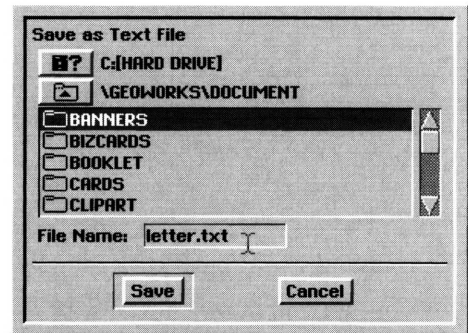 Save as Text File
?  C:[HARD DRIVE]
\GEOWORKS\DOCUMENT
BANNERS
BIZCARDS
BOOKLET
CARDS
CLIPART
File Name: letter.txt
Save Cancel